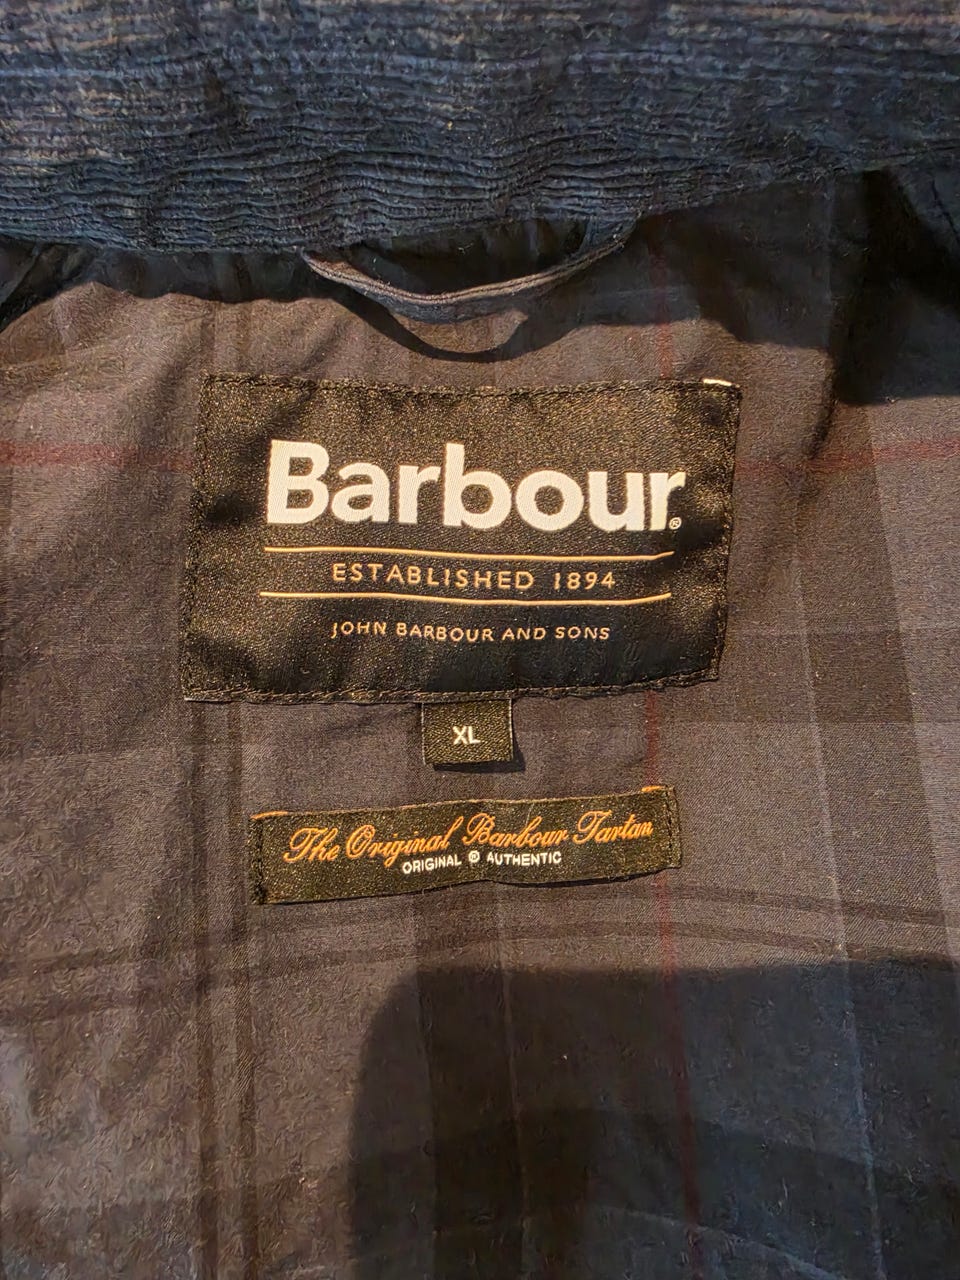 Barbour®
ESTABLISHED 1894
JOHN BARBOUR AND SONS
XL
The Original Barbour Tartan
ORIGINAL ® AUTHENTIC